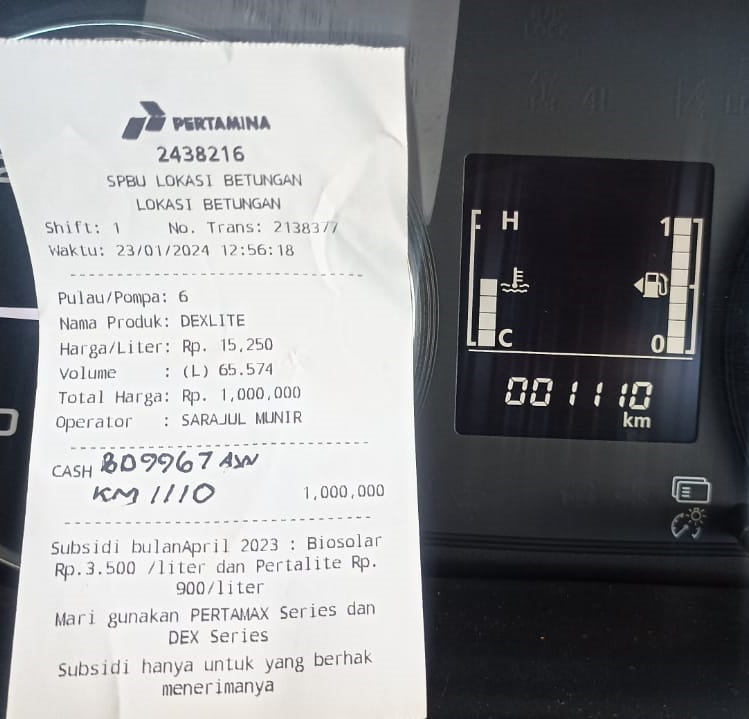 PERTAMINA
2438216
SPBU LOKASI BETUNGAN
LOKASI BETUNGAN
Shift: 1 No. Trans: 2138377
Waktu: 23/01/2024 12:56:18
Pulau/Pompa: 6
Nama Produk: DEXLITE
Harga/Liter: Rp. 15,250
Volume : (L) 65.574
Total Harga: Rp. 1,000,000
Operator : SARAJUL MUNIR
CASH BD9967AW
KM 1110 1,000,000
Subsidi bulanApril 2023 : Biosolar
Rp.3.500 /liter dan Pertalite Rp.
900/liter
Mari gunakan PERTAMAX Series dan
DEX Series
Subsidi hanya untuk yang berhak
menerimanya
H
C
1
0
001110
km
4L